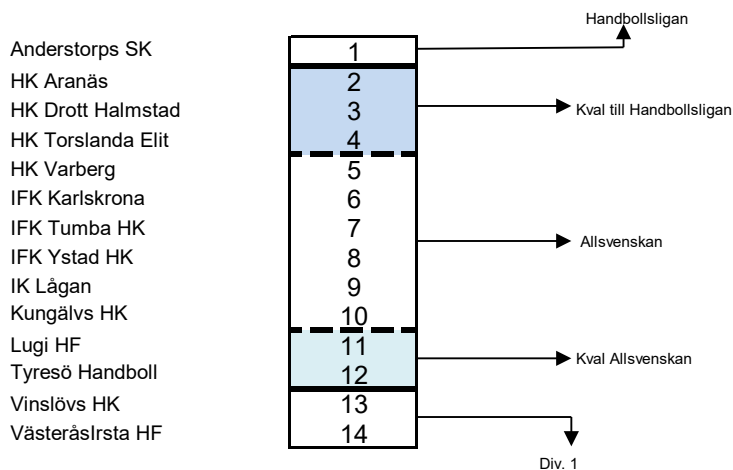 Handbollsligan
Anderstorps SK 1
HK Aranäs 2
HK Drott Halmstad 3 Kval till Handbollsligan
HK Torslanda Elit 4
HK Varberg 5
IFK Karlskrona 6
IFK Tumba HK 7
Allsvenskan
IFK Ystad HK 8
IK Lågan 9
Kungälvs HK 10
Lugi HF 11
Kval Allsvenskan
Tyresö Handboll 12
Vinslövs HK 13
VästeråsIrsta HF 14
Div. 1